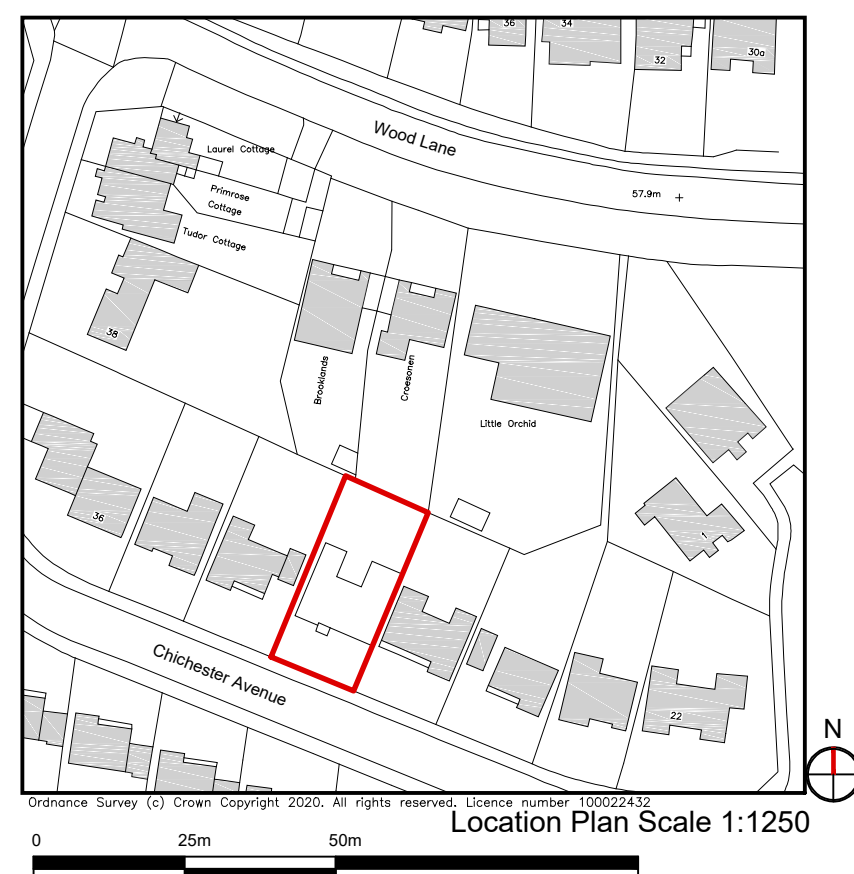 36
34
32
30a
Wood Lane
Laurel Cottage
Primrose
Cottage
Tudor Cottage
57.9m
38
Brooklands
Croesonen
Little Orchid
36
1
Chichester Avenue
22
N
Ordnance Survey (c) Crown Copyright 2020. All rights reserved. Licence number 100022432
Location Plan Scale 1:1250
0 25m 50m